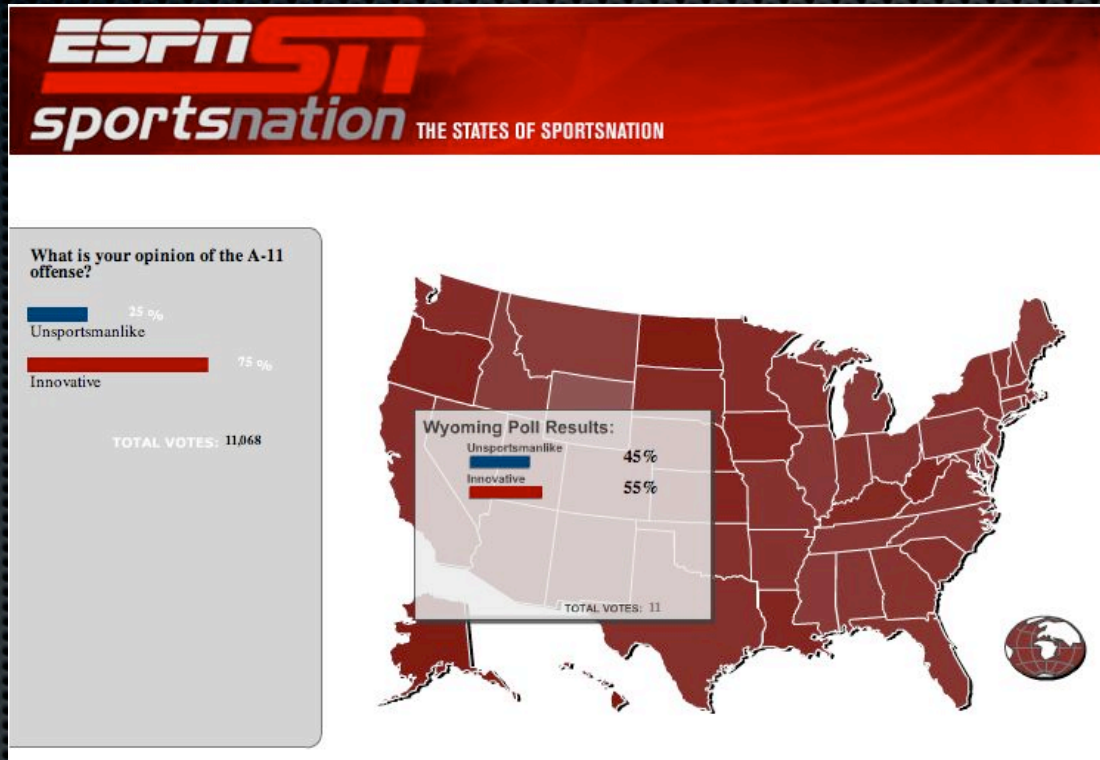 ESPN SN
sportsnation THE STATES OF SPORTSNATION
What is your opinion of the A-11
offense?
25 %
Unsportsmanlike
75 %
Innovative
TOTAL VOTES: 11,068
Wyoming Poll Results:
Unsportsmanlike
45%
Innovative
55%
TOTAL VOTES: 11